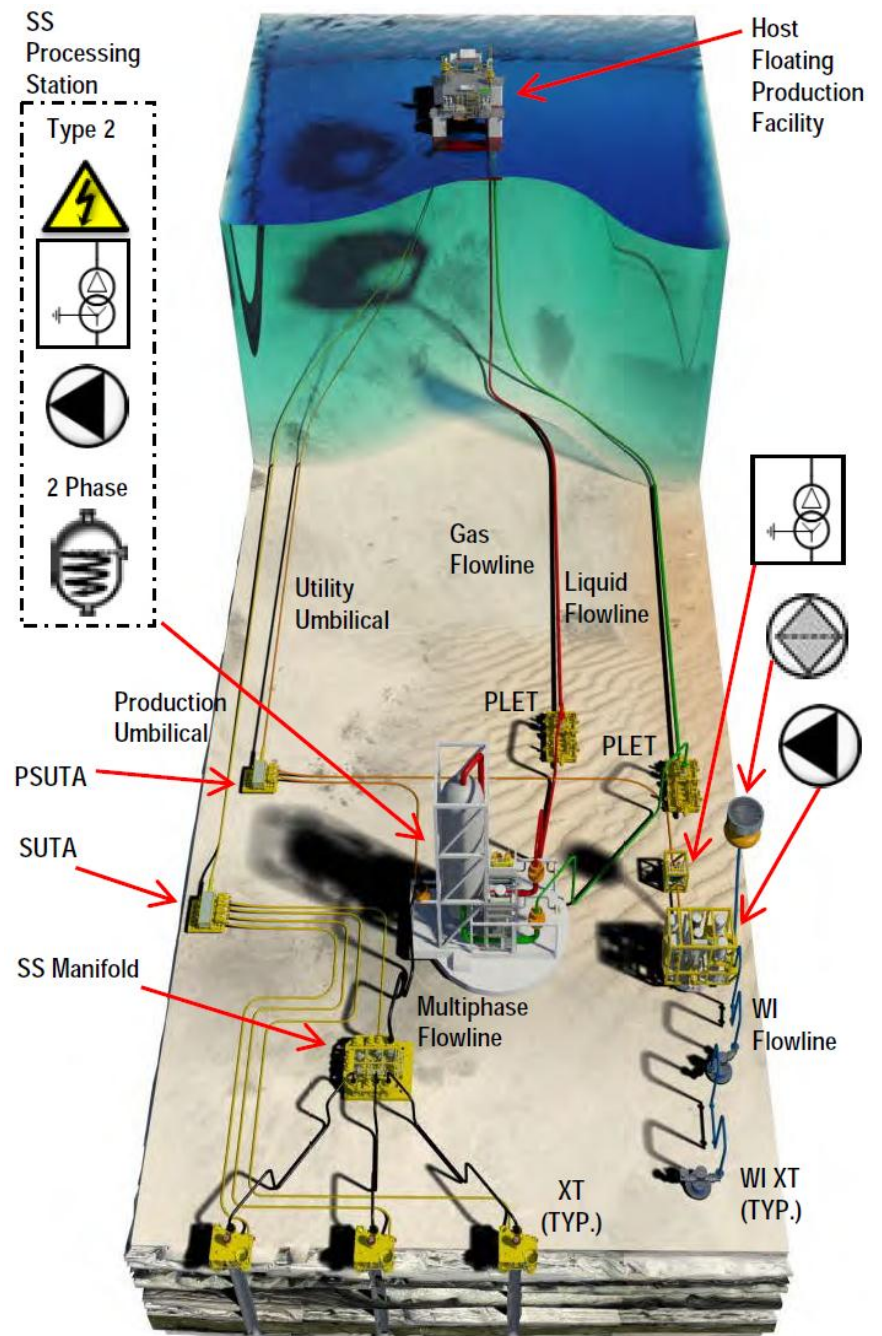 SS
Processing
Station
Type 2
2 Phase
Host
Floating
Production
Facility
Gas
Flowline
Liquid
Flowline
Utility
Umbilical
Production
Umbilical
PLET
PLET
PSUTA
SUTA
SS Manifold
Multiphase
Flowline
WI
Flowline
XT
(TYP.)
WI XT
(TYP.)